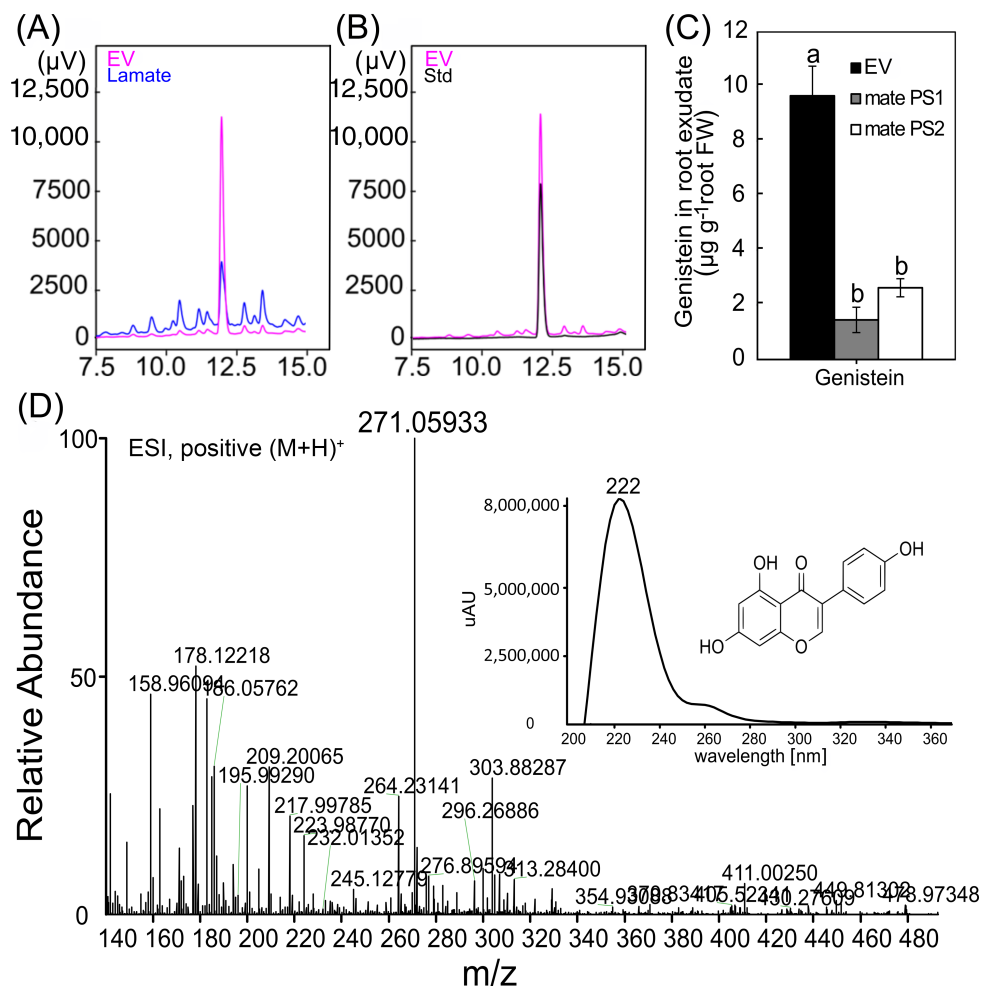 (A)
(µV)
EV
Lamate
12,500
10,000
7500
5000
2500
0
7.5 10.0 12.5 15.0
(B)
(µV)
EV
Std
12,500
10,000
7500
5000
2500
0
7.5 10.0 12.5 15.0
(C)
Genistein in root exudate
(µg g-1root FW)
12
10
8
6
4
2
0
a
b
b
EV
mate PS1
mate PS2
Genistein
(D)
ESI, positive (M+H)+
Relative Abundance
100
50
0
271.05933
178.12218
158.96094
186.05762
209.20065
195.99290
217.99785
223.98770
232.01352
245.12779
264.23141
276.89594
303.88287
296.26886
313.28400
354.93088
405.52241
411.00250
430.27609
449.81302
478.97348
140 160 180 200 220 240 260 280 300 320 340 360 380 400 420 440 460 480
m/z
222
8,000,000
5,000,000
2,500,000
0
uAU
200 220 240 260 280 300 320 340 360
wavelength [nm]
OH
O
OH
HO
O